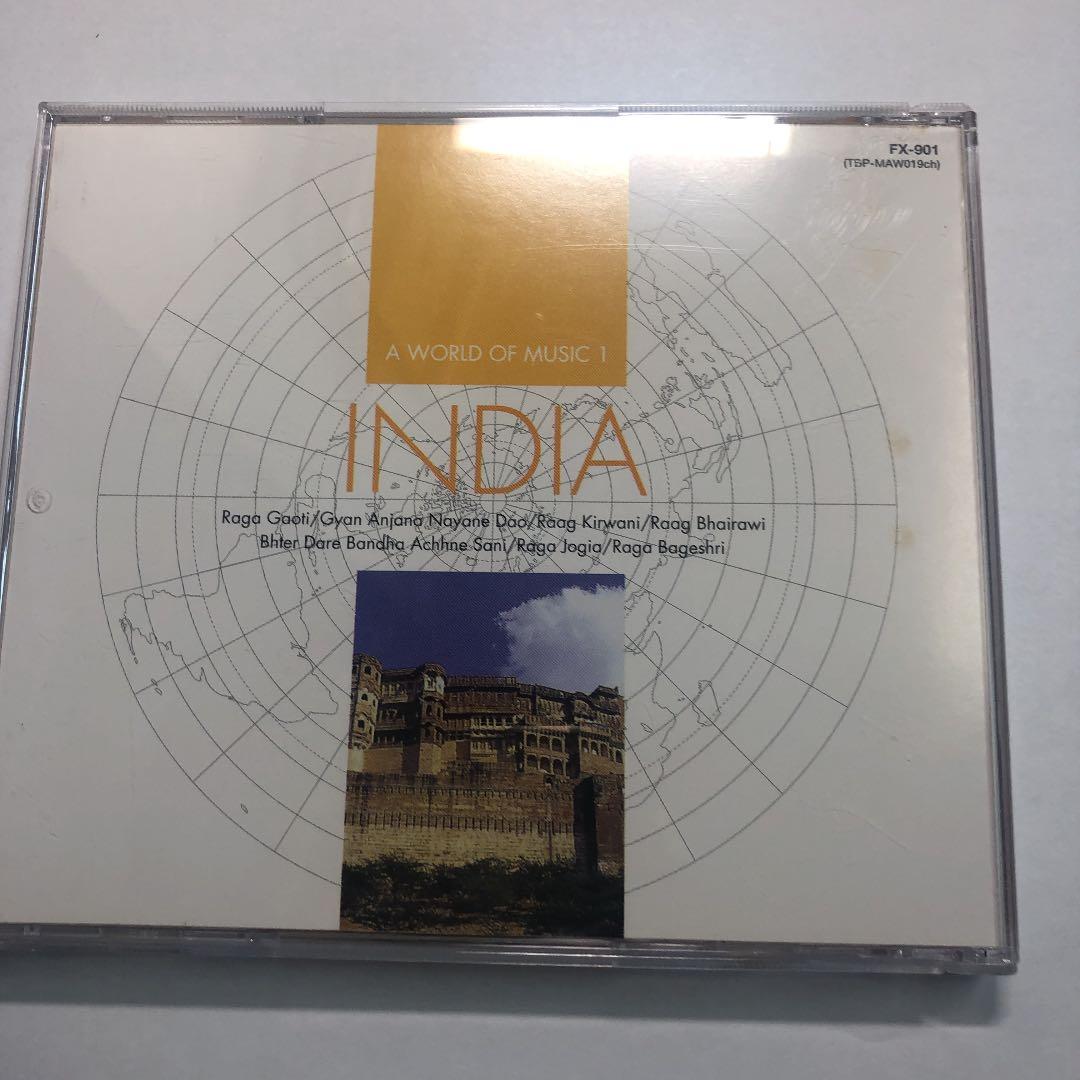 FX-901
(TBP-MAW019ch)
A WORLD OF MUSIC 1
INDIA
Raga Gaoti/Gyan Anjana Nayane Dao/Raag Kirwani/Raag Bhairawi
Bhter Dare Bandha Achhne Sani/Raga Jogia/Raga Bageshri